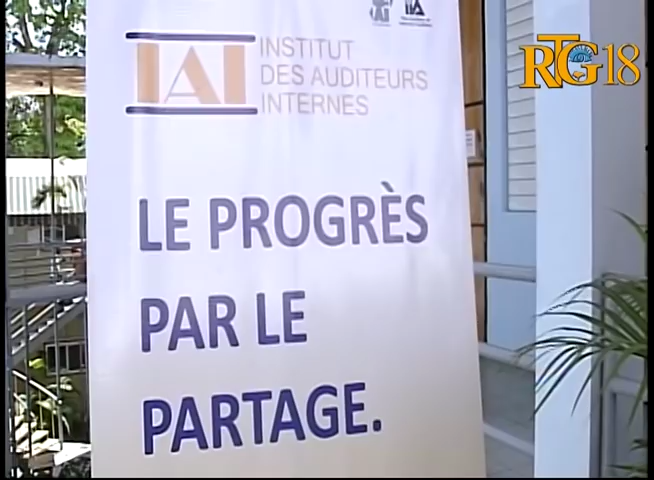 IAI INSTITUT
DES AUDITEURS
INTERNES
RTG18
LE PROGRÈS
PAR LE
PARTAGE.